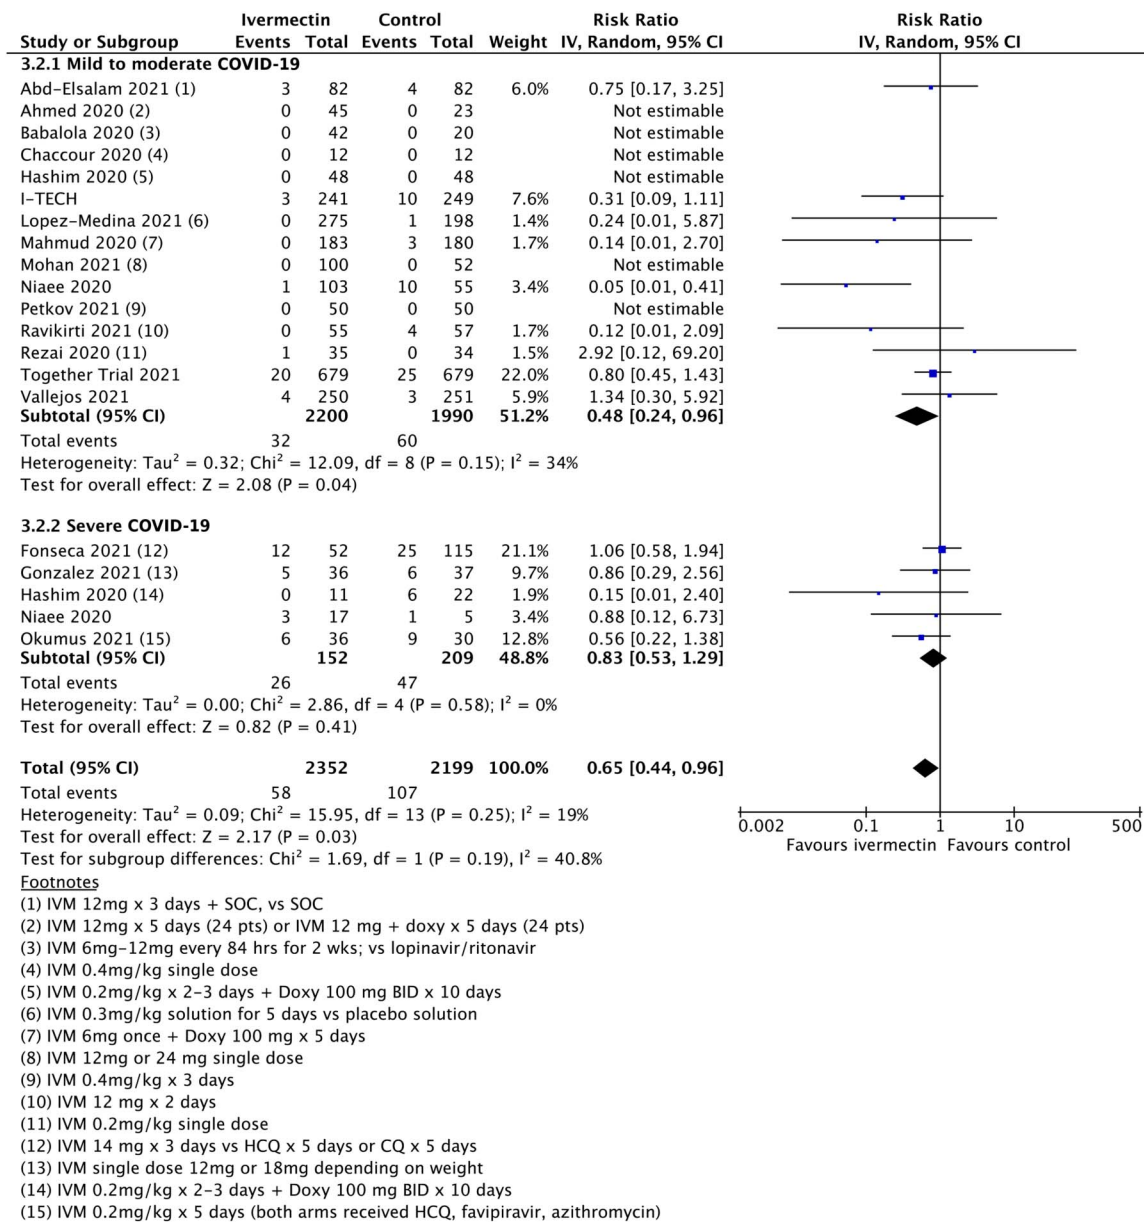 Ivermectin Control Risk Ratio Risk Ratio
Study or Subgroup Events Total Events Total Weight IV, Random, 95% CI IV, Random, 95% CI
3.2.1 Mild to moderate COVID-19
Abd-Elsalam 2021 (1) 3 82 4 82 6.0% 0.75 [0.17, 3.25]
Ahmed 2020 (2) 0 45 0 23 Not estimable
Babalola 2020 (3) 0 42 0 20 Not estimable
Chaccour 2020 (4) 0 12 0 12 Not estimable
Hashim 2020 (5) 0 48 0 48 Not estimable
I-TECH 3 241 10 249 7.6% 0.31 [0.09, 1.11]
Lopez-Medina 2021 (6) 0 275 1 198 1.4% 0.24 [0.01, 5.87]
Mahmud 2020 (7) 0 183 3 180 1.7% 0.14 [0.01, 2.70]
Mohan 2021 (8) 0 100 0 52 Not estimable
Niaee 2020 1 103 10 55 3.4% 0.05 [0.01, 0.41]
Petkov 2021 (9) 0 50 0 50 Not estimable
Ravikirti 2021 (10) 0 55 4 57 1.7% 0.12 [0.01, 2.09]
Rezai 2020 (11) 1 35 0 34 1.5% 2.92 [0.12, 69.20]
Together Trial 2021 20 679 25 679 22.0% 0.80 [0.45, 1.43]
Vallejos 2021 4 250 3 251 5.9% 1.34 [0.30, 5.92]
Subtotal (95% CI) 2200 1990 51.2% 0.48 [0.24, 0.96]
Total events 32 60
Heterogeneity: Tau² = 0.32; Chi² = 12.09, df = 8 (P = 0.15); I² = 34%
Test for overall effect: Z = 2.08 (P = 0.04)
3.2.2 Severe COVID-19
Fonseca 2021 (12) 12 52 25 115 21.1% 1.06 [0.58, 1.94]
Gonzalez 2021 (13) 5 36 6 37 9.7% 0.86 [0.29, 2.56]
Hashim 2020 (14) 0 11 6 22 1.9% 0.15 [0.01, 2.40]
Niaee 2020 3 17 1 5 3.4% 0.88 [0.12, 6.73]
Okumus 2021 (15) 6 36 9 30 12.8% 0.56 [0.22, 1.38]
Subtotal (95% CI) 152 209 48.8% 0.83 [0.53, 1.29]
Total events 26 47
Heterogeneity: Tau² = 0.00; Chi² = 2.86, df = 4 (P = 0.58); I² = 0%
Test for overall effect: Z = 0.82 (P = 0.41)
Total (95% CI) 2352 2199 100.0% 0.65 [0.44, 0.96]
Total events 58 107
Heterogeneity: Tau² = 0.09; Chi² = 15.95, df = 13 (P = 0.25); I² = 19%
Test for overall effect: Z = 2.17 (P = 0.03)
Test for subgroup differences: Chi² = 1.69, df = 1 (P = 0.19), I² = 40.8%
0.002 0.1 1 10 500
Favours ivermectin Favours control
Footnotes
(1) IVM 12mg x 3 days + SOC, vs SOC
(2) IVM 12mg x 5 days (24 pts) or IVM 12 mg + doxy x 5 days (24 pts)
(3) IVM 6mg-12mg every 84 hrs for 2 wks; vs lopinavir/ritonavir
(4) IVM 0.4mg/kg single dose
(5) IVM 0.2mg/kg x 2-3 days + Doxy 100 mg BID x 10 days
(6) IVM 0.3mg/kg solution for 5 days vs placebo solution
(7) IVM 6mg once + Doxy 100 mg x 5 days
(8) IVM 12mg or 24 mg single dose
(9) IVM 0.4mg/kg x 3 days
(10) IVM 12 mg x 2 days
(11) IVM 0.2mg/kg single dose
(12) IVM 14 mg x 3 days vs HCQ x 5 days or CQ x 5 days
(13) IVM single dose 12mg or 18mg depending on weight
(14) IVM 0.2mg/kg x 2-3 days + Doxy 100 mg BID x 10 days
(15) IVM 0.2mg/kg x 5 days (both arms received HCQ, favipiravir, azithromycin)